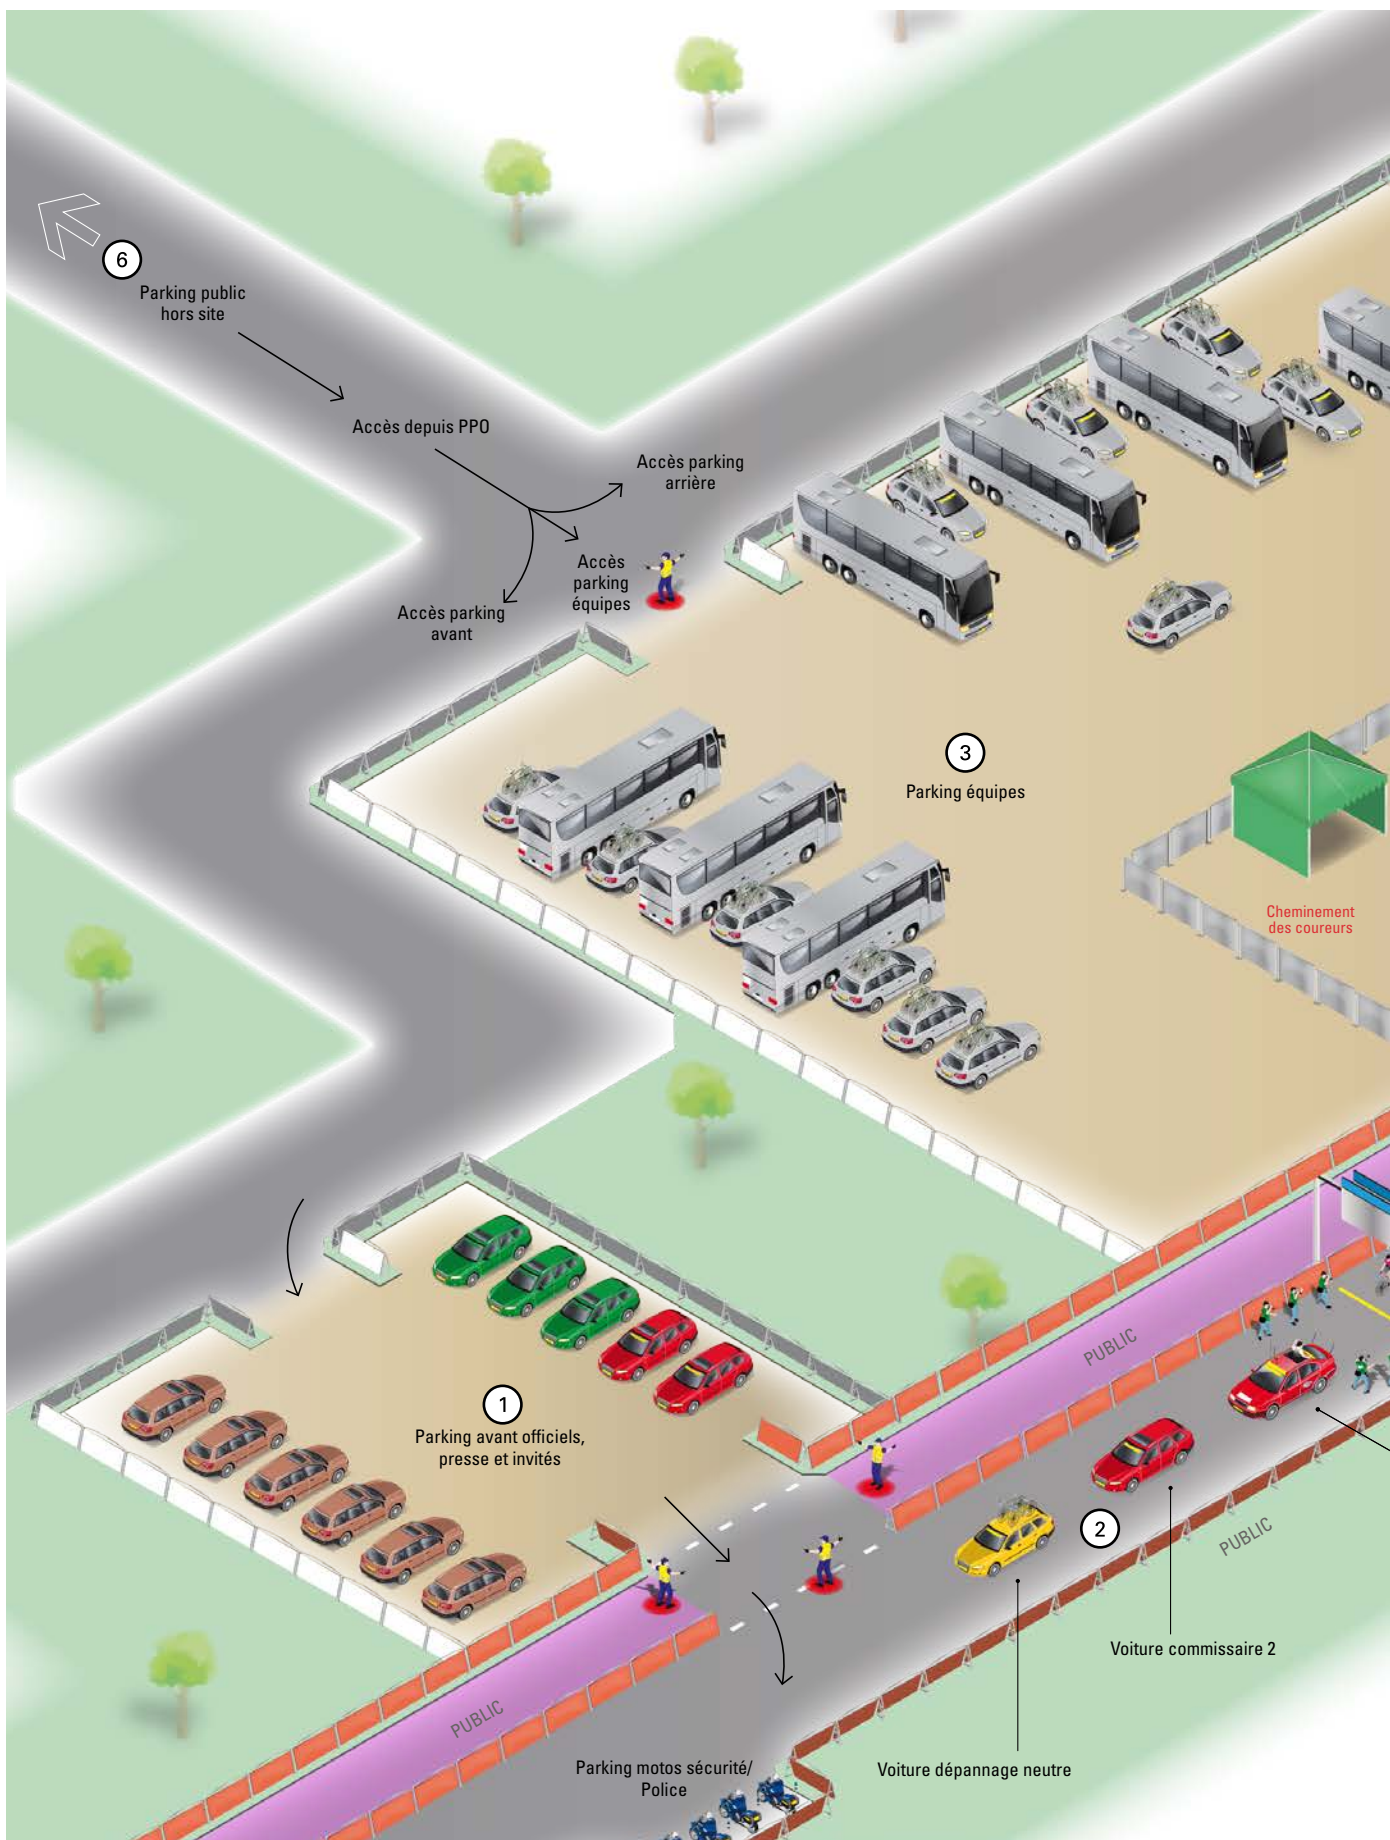 6
Parking public
hors site
Accès depuis PPO
Accès parking
arrière
Accès
parking
équipes
Accès parking
avant
3
Parking équipes
Cheminement
des coureurs
PUBLIC
1
Parking avant officiels,
presse et invités
2
PUBLIC
Voiture commissaire 2
PUBLIC
Parking motos sécurité/
Police
Voiture dépannage neutre